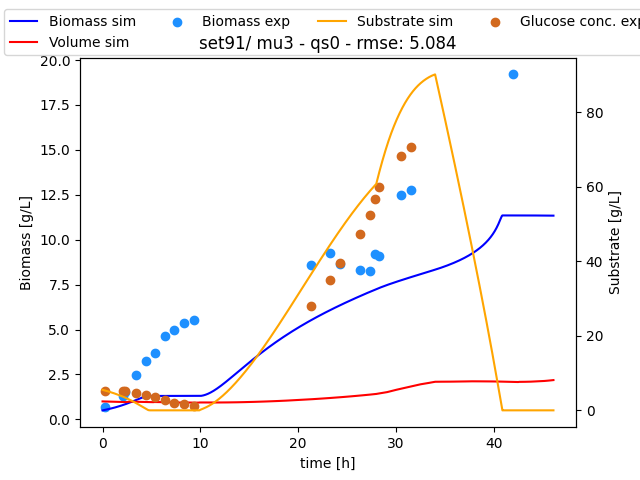 Biomass sim Biomass exp Substrate sim Glucose conc. exp
Volume sim
set91/ mu3 - qs0 - rmse: 5.084
20.0
17.5
15.0
12.5
10.0
7.5
5.0
2.5
0.0
Biomass [g/L]
80
60
40
20
0
Substrate [g/L]
0 10 20 30 40
time [h]